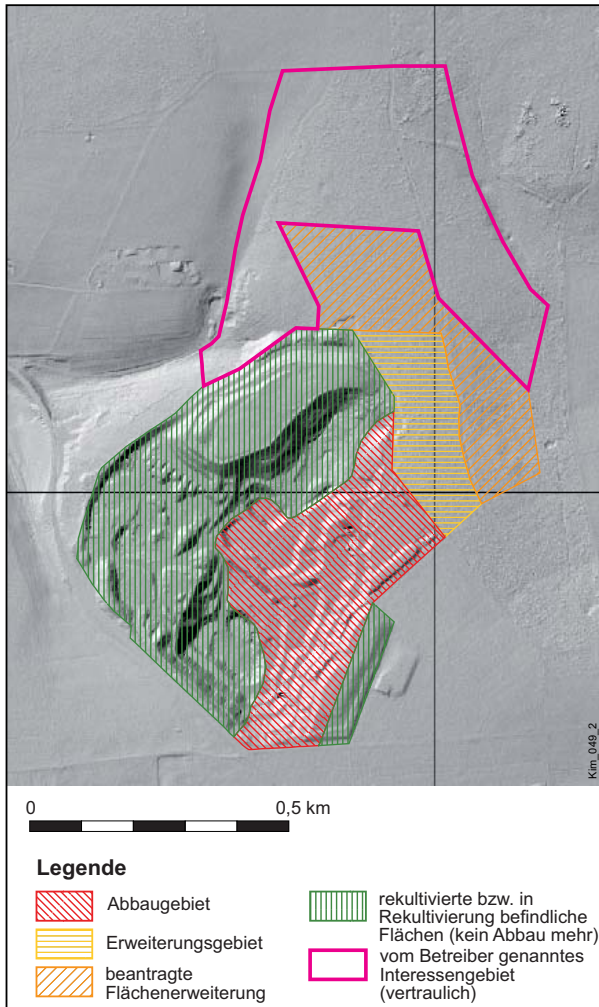 Kim_049_2
0
0,5 km
Legende
Abbaugebiet
Erweiterungsgebiet
beantragte
Flächenerweiterung
rekultivierte bzw. in
Rekultivierung befindliche
Flächen (kein Abbau mehr)
vom Betreiber genanntes
Interessengebiet
(vertraulich)